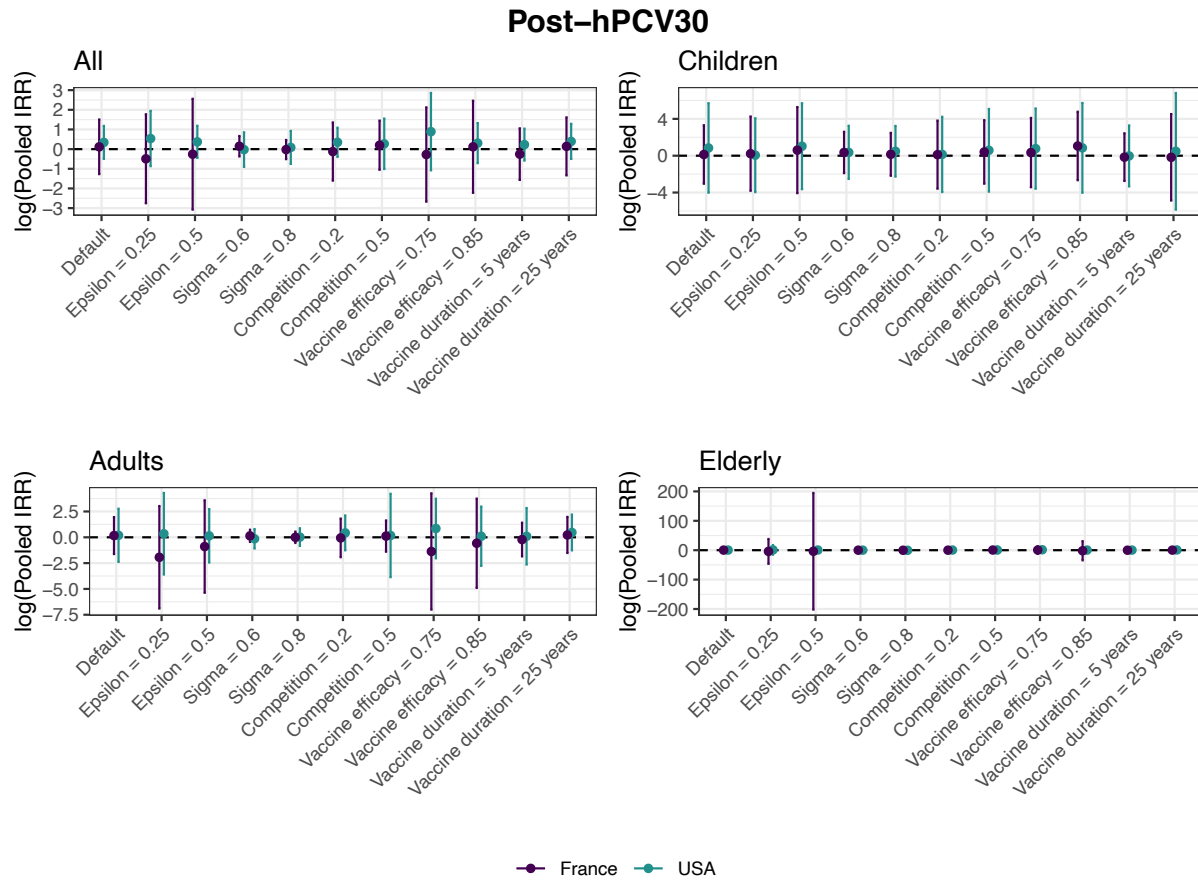 Post−hPCV30
All
log(Pooled IRR)
3
2
1
0
−1
−2
−3
Default
Epsilon = 0.25
Epsilon = 0.5
Sigma = 0.6
Sigma = 0.8
Competition = 0.2
Competition = 0.5
Vaccine efficacy = 0.75
Vaccine efficacy = 0.85
Vaccine duration = 5 years
Vaccine duration = 25 years
Children
log(Pooled IRR)
4
0
−4
Default
Epsilon = 0.25
Epsilon = 0.5
Sigma = 0.6
Sigma = 0.8
Competition = 0.2
Competition = 0.5
Vaccine efficacy = 0.75
Vaccine efficacy = 0.85
Vaccine duration = 5 years
Vaccine duration = 25 years
Adults
log(Pooled IRR)
2.5
0.0
−2.5
−5.0
−7.5
Default
Epsilon = 0.25
Epsilon = 0.5
Sigma = 0.6
Sigma = 0.8
Competition = 0.2
Competition = 0.5
Vaccine efficacy = 0.75
Vaccine efficacy = 0.85
Vaccine duration = 5 years
Vaccine duration = 25 years
Elderly
log(Pooled IRR)
200
100
0
−100
−200
Default
Epsilon = 0.25
Epsilon = 0.5
Sigma = 0.6
Sigma = 0.8
Competition = 0.2
Competition = 0.5
Vaccine efficacy = 0.75
Vaccine efficacy = 0.85
Vaccine duration = 5 years
Vaccine duration = 25 years
France USA